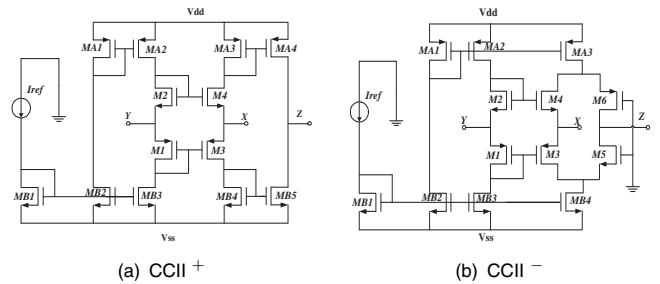 Vdd
MA1 MA2 MA3 MA4
Iref
M2 M4
Y X Z
M1 M3
MB1 MB2 MB3 MB4 MB5
Vss
(a) CCII +
Vdd
MA1 MA2 MA3
Iref
M2 M4 M6
Y X Z
M1 M3 M5
MB1 MB2 MB3 MB4
Vss
(b) CCII −